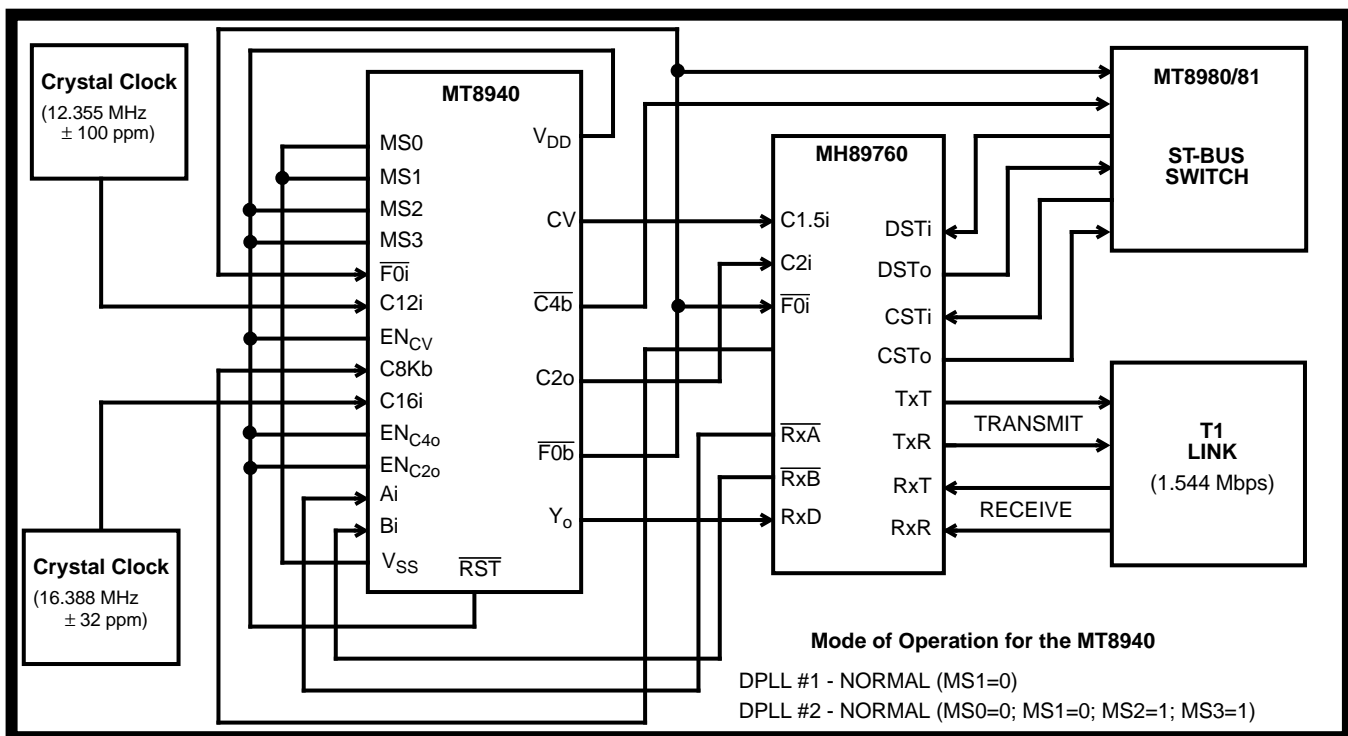 Crystal Clock
(12.355 MHz
± 100 ppm)
MT8940
MS0
MS1
MS2
MS3
F0i
C12i
ENCV
C8Kb
C16i
ENC4o
ENC2o
Ai
Bi
VSS
RST
VDD
CV
C4b
C2o
F0b
Yo
Crystal Clock
(16.388 MHz
± 32 ppm)
MH89760
C1.5i
C2i
F0i
RxA
RxB
RxD
DSTi
DSTo
CSTi
CSTo
TxT
TxR
RxT
RxR
MT8980/81
ST-BUS
SWITCH
TRANSMIT
RECEIVE
T1
LINK
(1.544 Mbps)
Mode of Operation for the MT8940
DPLL #1 - NORMAL (MS1=0)
DPLL #2 - NORMAL (MS0=0; MS1=0; MS2=1; MS3=1)